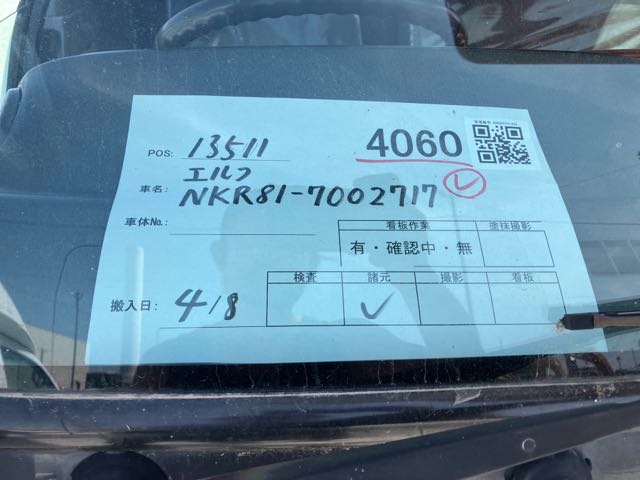 POS: 13511
4060
エルフ
車名: NKR81-7002717
車体No.:
看板作業 塗抹撮影
有・確認中・無
検査 諸元 撮影 看板
搬入日: 4/8